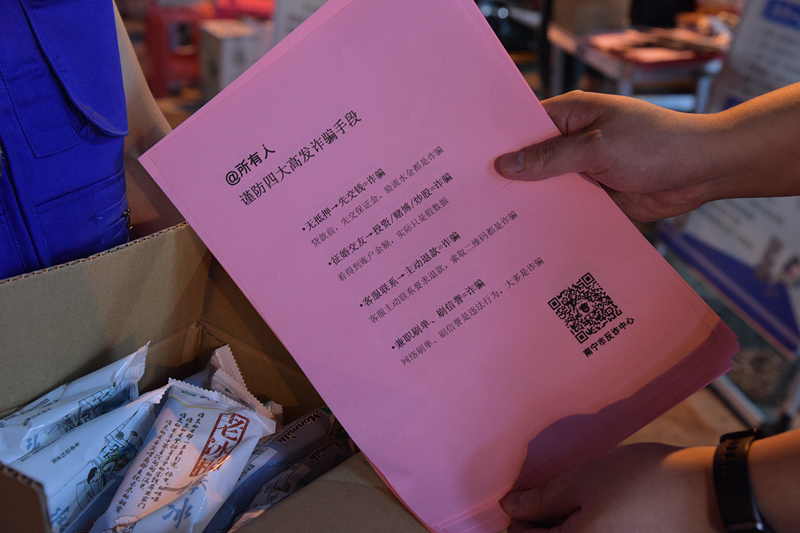 @所有人
谨防四大高发诈骗手段
•无抵押→先交钱=诈骗
贷款前，先交保证金、验流水金都是诈骗
•征婚交友→投资/赌博/炒股=诈骗
看得到账户余额，实际只是假数据
•客服联系→主动退款=诈骗
客服主动联系要求退款，索取二维码都是诈骗
•兼职刷单、刷信誉=诈骗
网络刷单、刷信誉是违法行为，大多是诈骗
南宁市反诈中心
老冰